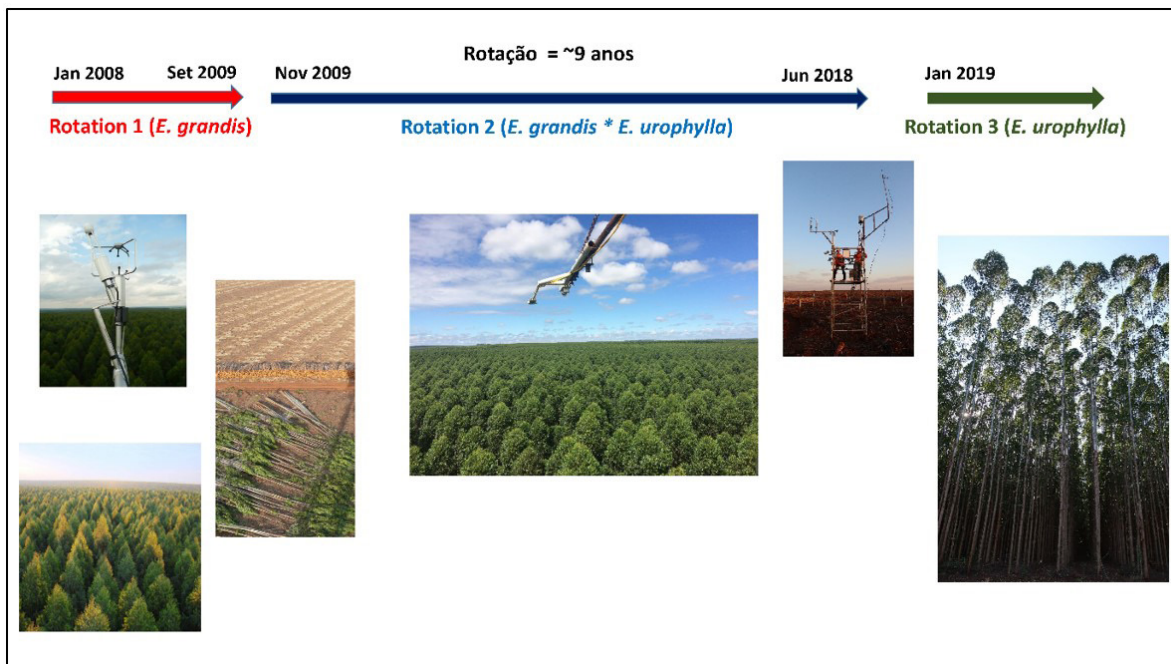 Rotação = ~9 anos
Jan 2008 Set 2009 Nov 2009 Jun 2018 Jan 2019
Rotation 1 (E. grandis) Rotation 2 (E. grandis * E. urophylla) Rotation 3 (E. urophylla)